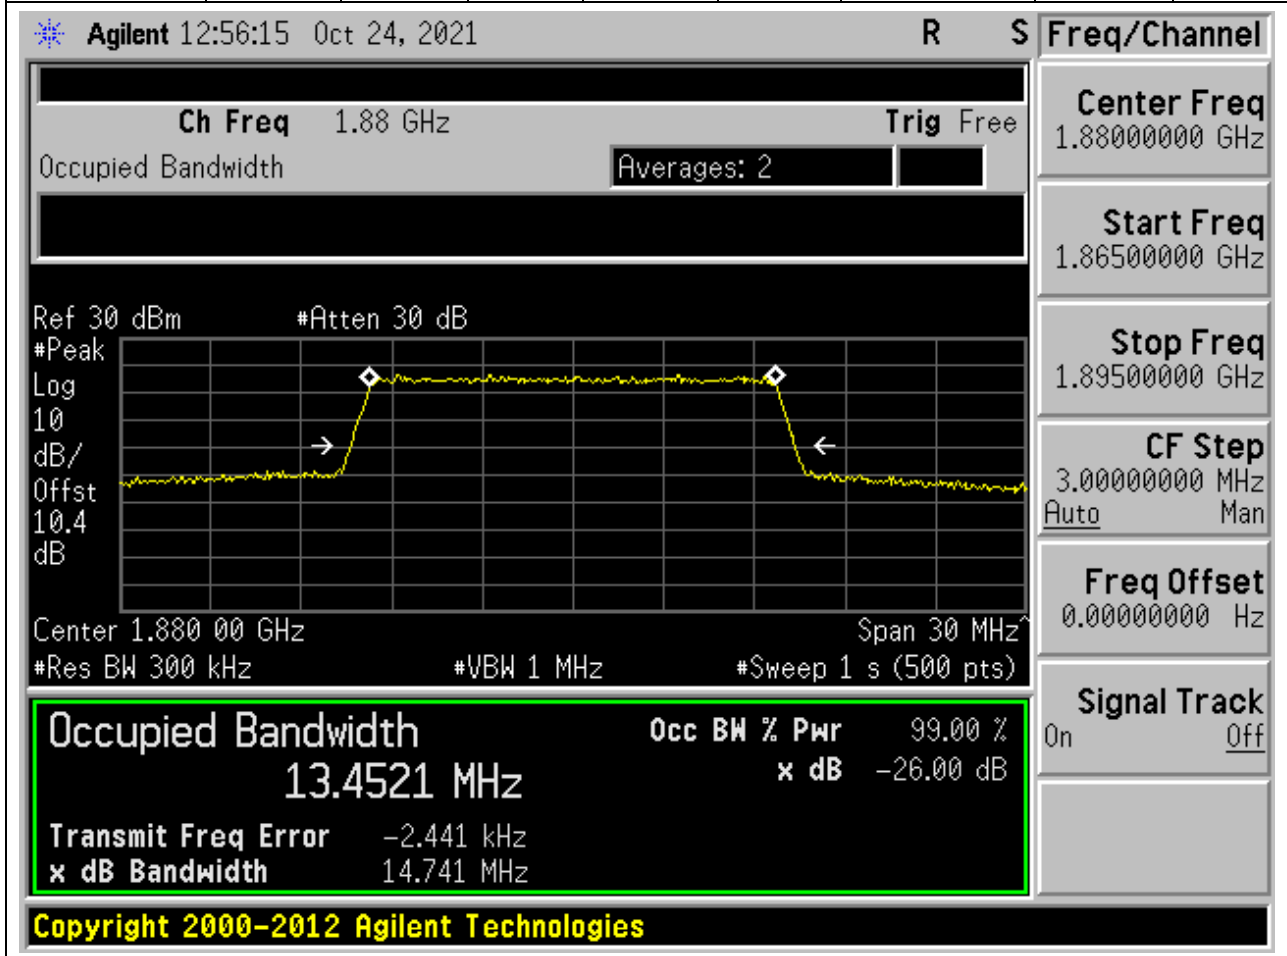 Agilent 12:56:15 Oct 24, 2021 R S
Freq/Channel
Ch Freq 1.88 GHz Trig Free
Occupied Bandwidth Averages: 2
Center Freq
1.88000000 GHz
Start Freq
1.86500000 GHz
Stop Freq
1.89500000 GHz
CF Step
3.00000000 MHz
Auto Man
Freq Offset
0.00000000 Hz
Signal Track
On Off
Ref 30 dBm #Atten 30 dB
#Peak
Log
10
dB/
Offst
10.4
dB
Center 1.880 00 GHz Span 30 MHz^
#Res BW 300 kHz #VBW 1 MHz #Sweep 1 s (500 pts)
Occupied Bandwidth
13.4521 MHz
Occ BW % Pwr 99.00 %
x dB -26.00 dB
Transmit Freq Error -2.441 kHz
x dB Bandwidth 14.741 MHz
Copyright 2000-2012 Agilent Technologies